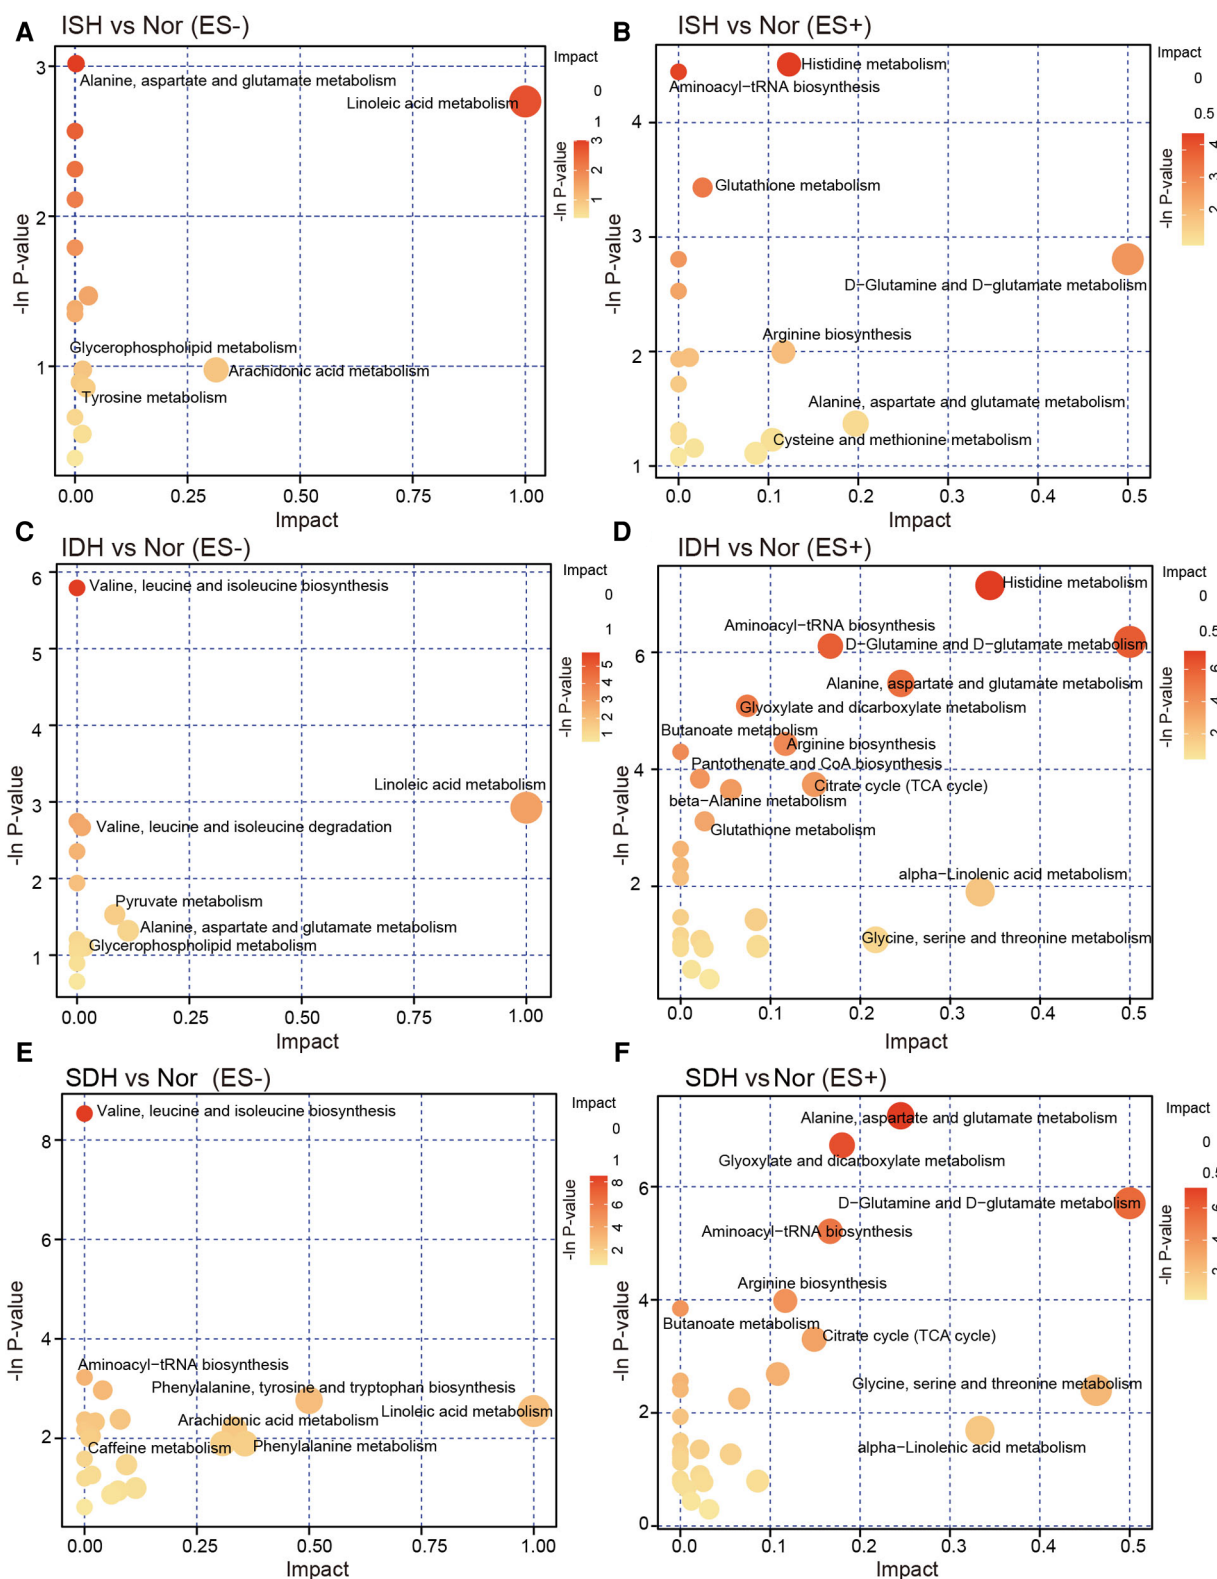 A
ISH vs Nor (ES-)
3
2
1
-ln P-value
Alanine, aspartate and glutamate metabolism
Linoleic acid metabolism
Glycerophospholipid metabolism
Arachidonic acid metabolism
Tyrosine metabolism
0.00
0.25
0.50
0.75
1.00
Impact
Impact
0
1
-ln P-value
3
2
1
B
ISH vs Nor (ES+)
4
3
2
1
-ln P-value
Histidine metabolism
Aminoacyl−tRNA biosynthesis
Glutathione metabolism
D−Glutamine and D−glutamate metabolism
Arginine biosynthesis
Alanine, aspartate and glutamate metabolism
Cysteine and methionine metabolism
0.0
0.1
0.2
0.3
0.4
0.5
Impact
Impact
0
0.5
-ln P-value
4
3
2
C
IDH vs Nor (ES-)
6
5
4
3
2
1
-ln P-value
Valine, leucine and isoleucine biosynthesis
Linoleic acid metabolism
Valine, leucine and isoleucine degradation
Pyruvate metabolism
Alanine, aspartate and glutamate metabolism
Glycerophospholipid metabolism
0.00
0.25
0.50
0.75
1.00
Impact
Impact
0
1
-ln P-value
5
4
3
2
1
D
IDH vs Nor (ES+)
6
4
2
-ln P-value
Histidine metabolism
Aminoacyl−tRNA biosynthesis
D−Glutamine and D−glutamate metabolism
Alanine, aspartate and glutamate metabolism
Glyoxylate and dicarboxylate metabolism
Butanoate metabolism
Arginine biosynthesis
Pantothenate and CoA biosynthesis
Citrate cycle (TCA cycle)
beta−Alanine metabolism
Glutathione metabolism
alpha−Linolenic acid metabolism
Glycine, serine and threonine metabolism
0.0
0.1
0.2
0.3
0.4
0.5
Impact
Impact
0
0.5
-ln P-value
6
4
2
E
SDH vs Nor (ES-)
8
6
4
2
-ln P-value
Valine, leucine and isoleucine biosynthesis
Aminoacyl−tRNA biosynthesis
Phenylalanine, tyrosine and tryptophan biosynthesis
Linoleic acid metabolism
Arachidonic acid metabolism
Caffeine metabolism
Phenylalanine metabolism
0.00
0.25
0.50
0.75
1.00
Impact
Impact
0
1
-ln P-value
8
6
4
2
F
SDH vs Nor (ES+)
6
4
2
0
-ln P-value
Alanine, aspartate and glutamate metabolism
Glyoxylate and dicarboxylate metabolism
D−Glutamine and D−glutamate metabolism
Aminoacyl−tRNA biosynthesis
Arginine biosynthesis
Butanoate metabolism
Citrate cycle (TCA cycle)
Glycine, serine and threonine metabolism
alpha−Linolenic acid metabolism
0.0
0.1
0.2
0.3
0.4
0.5
Impact
Impact
0
0.5
-ln P-value
6
4
2